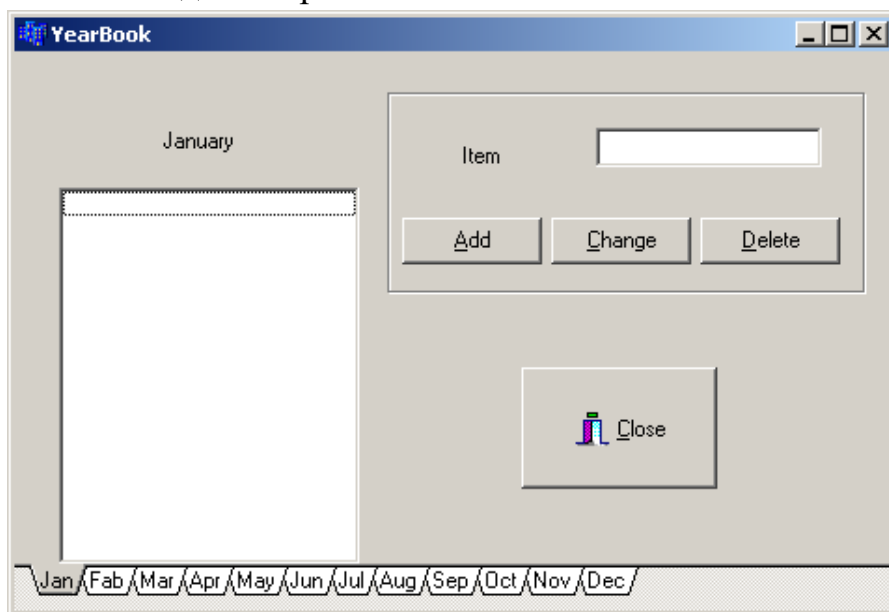 YearBook
January
Item
Add Change Delete
Close
Jan Fab Mar Apr May Jun Jul Aug Sep Oct Nov Dec